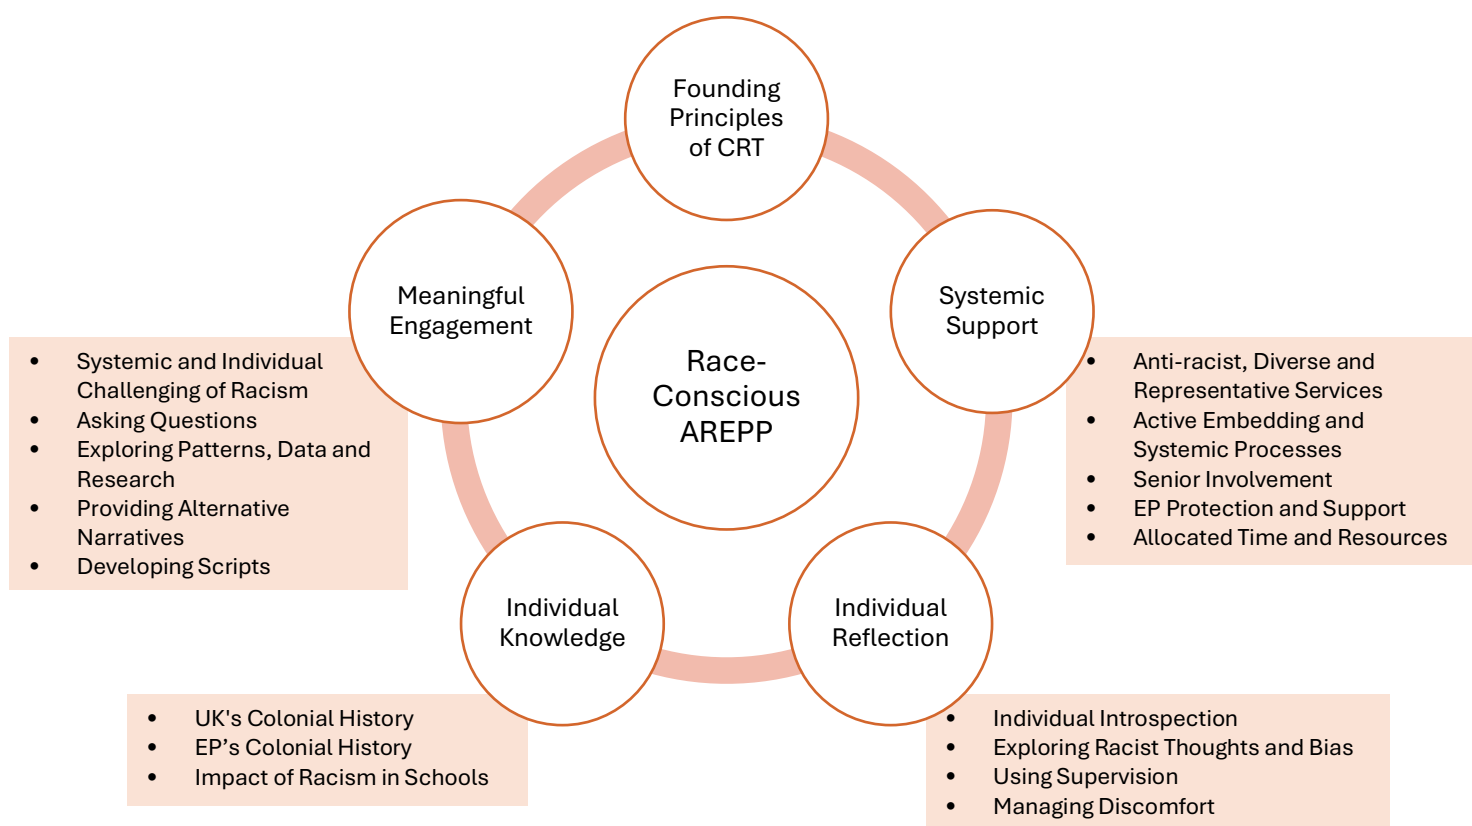 Founding
Principles
of CRT
Meaningful
Engagement
Systemic
Support
Race-
Conscious
AREPP
• Systemic and Individual
Challenging of Racism
• Asking Questions
• Exploring Patterns, Data and
Research
• Providing Alternative
Narratives
• Developing Scripts
• Anti-racist, Diverse and
Representative Services
• Active Embedding and
Systemic Processes
• Senior Involvement
• EP Protection and Support
• Allocated Time and Resources
Individual
Knowledge
Individual
Reflection
• UK's Colonial History
• EP’s Colonial History
• Impact of Racism in Schools
• Individual Introspection
• Exploring Racist Thoughts and Bias
• Using Supervision
• Managing Discomfort